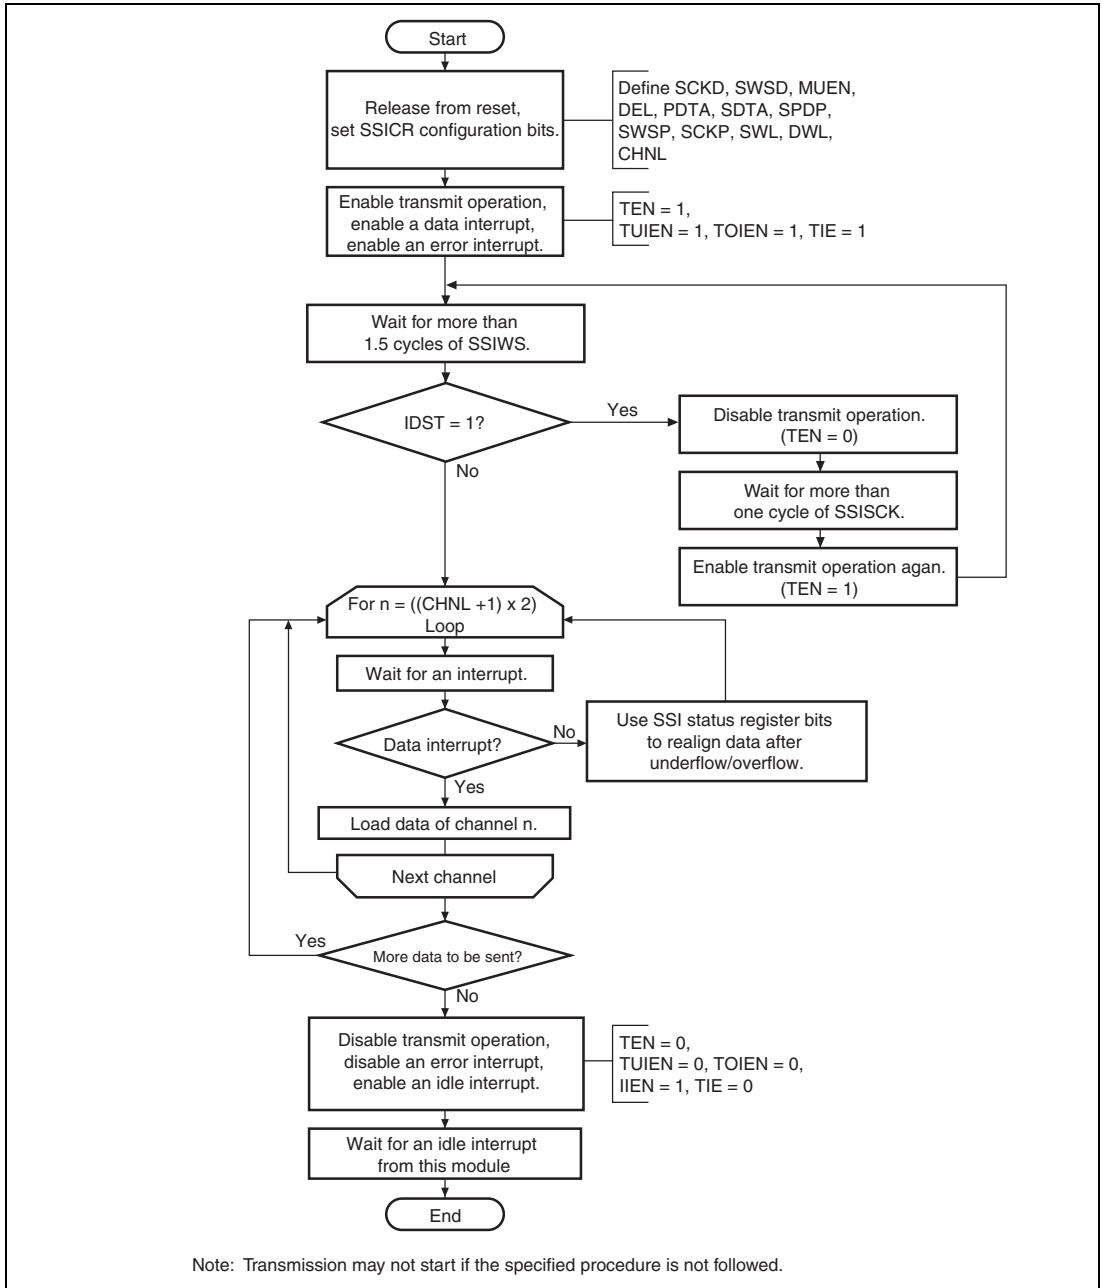 Start
Release from reset,
set SSICR configuration bits.
Define SCKD, SWSD, MUEN,
DEL, PDTA, SDTA, SPDP,
SWSP, SCKP, SWL, DWL,
CHNL
Enable transmit operation,
enable a data interrupt,
enable an error interrupt.
TEN = 1,
TUIEN = 1, TOIEN = 1, TIE = 1
Wait for more than
1.5 cycles of SSIWS.
IDST = 1?
Yes
No
Disable transmit operation.
(TEN = 0)
Wait for more than
one cycle of SSISCK.
Enable transmit operation agan.
(TEN = 1)
For n = ((CHNL +1) x 2)
Loop
Wait for an interrupt.
Data interrupt?
No
Yes
Use SSI status register bits
to realign data after
underflow/overflow.
Load data of channel n.
Next channel
More data to be sent?
Yes
No
Disable transmit operation,
disable an error interrupt,
enable an idle interrupt.
TEN = 0,
TUIEN = 0, TOIEN = 0,
IIEN = 1, TIE = 0
Wait for an idle interrupt
from this module
End
Note: Transmission may not start if the specified procedure is not followed.